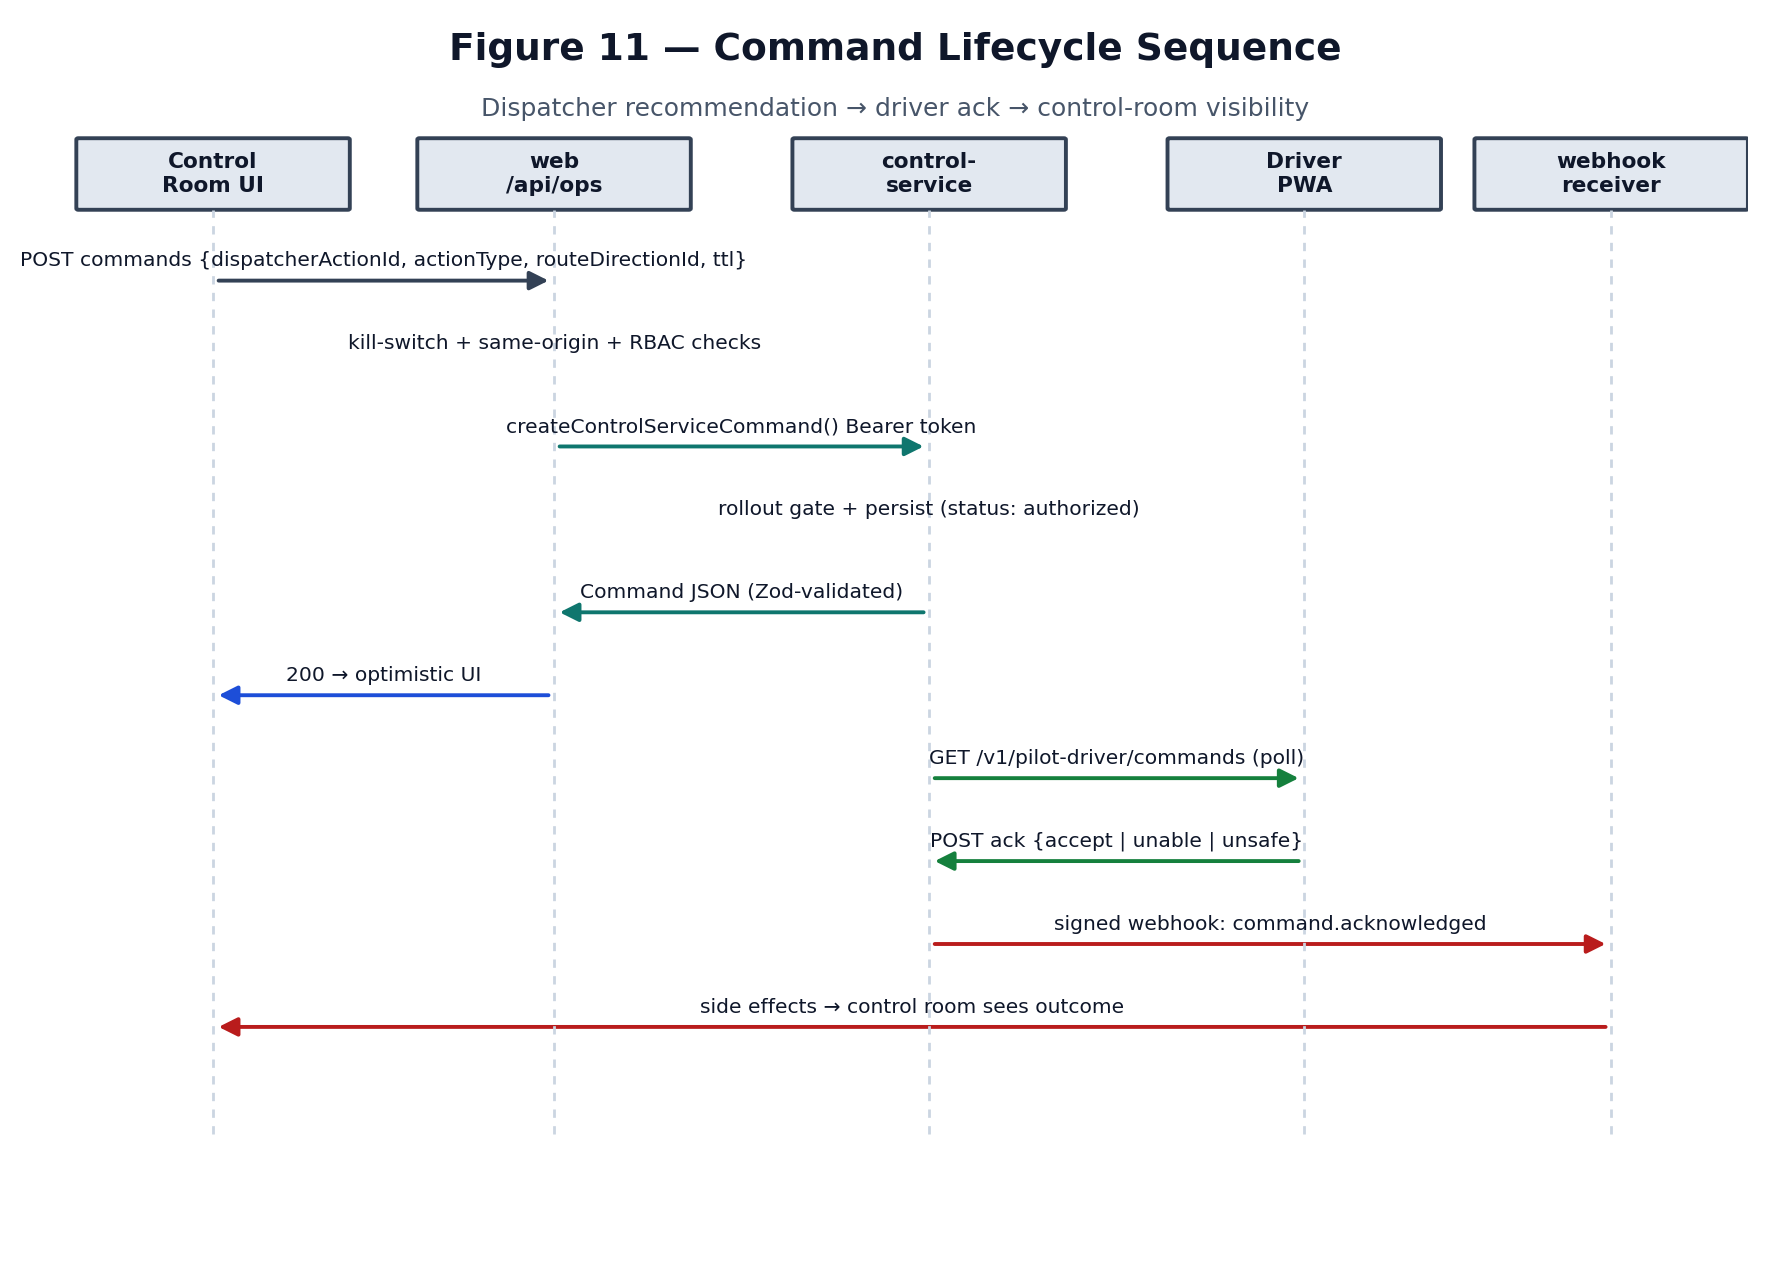 Figure 11 — Command Lifecycle Sequence
Dispatcher recommendation → driver ack → control-room visibility
Control
Room UI
web
/api/ops
control-
service
Driver
PWA
webhook
receiver
POST commands {dispatcherActionId, actionType, routeDirectionId, ttl}
kill-switch + same-origin + RBAC checks
createControlServiceCommand() Bearer token
rollout gate + persist (status: authorized)
Command JSON (Zod-validated)
200 → optimistic UI
GET /v1/pilot-driver/commands (poll)
POST ack {accept | unable | unsafe}
signed webhook: command.acknowledged
side effects → control room sees outcome